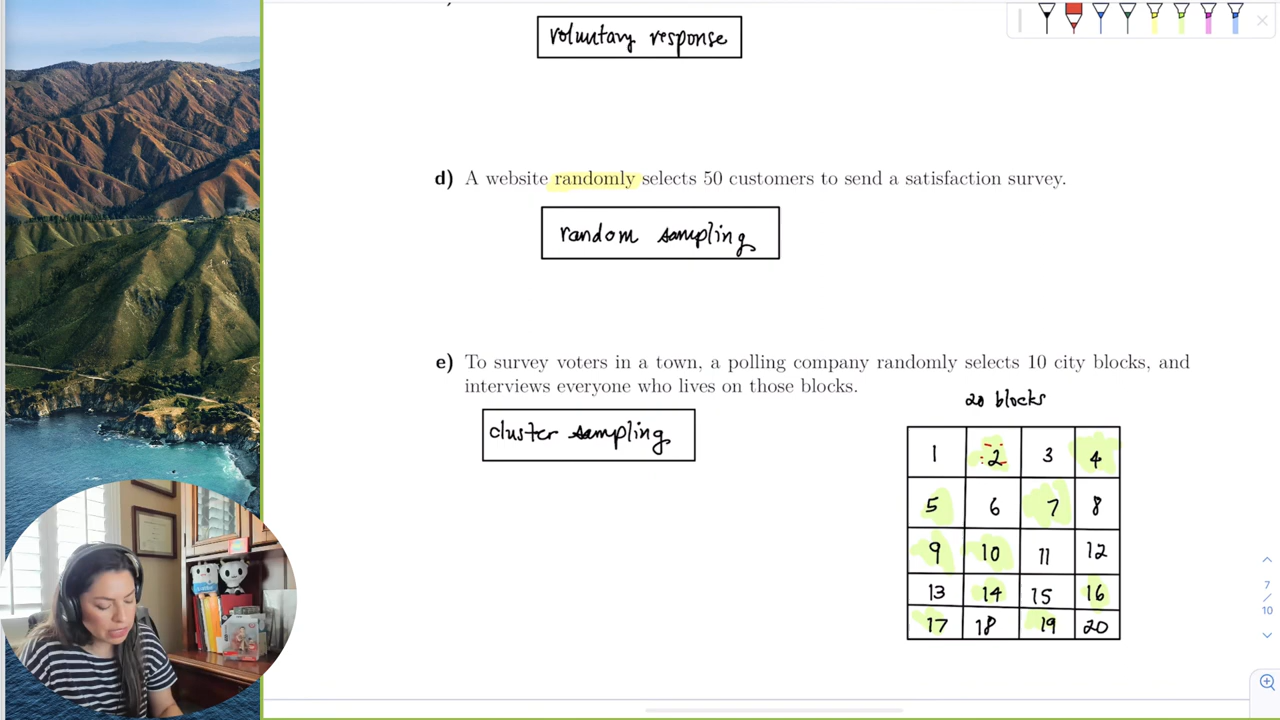 voluntary response
d) A website randomly selects 50 customers to send a satisfaction survey.
random sampling
e) To survey voters in a town, a polling company randomly selects 10 city blocks, and
interviews everyone who lives on those blocks.
cluster sampling
20 blocks
1 2 3 4
5 6 7 8
9 10 11 12
13 14 15 16
17 18 19 20
7
/
10